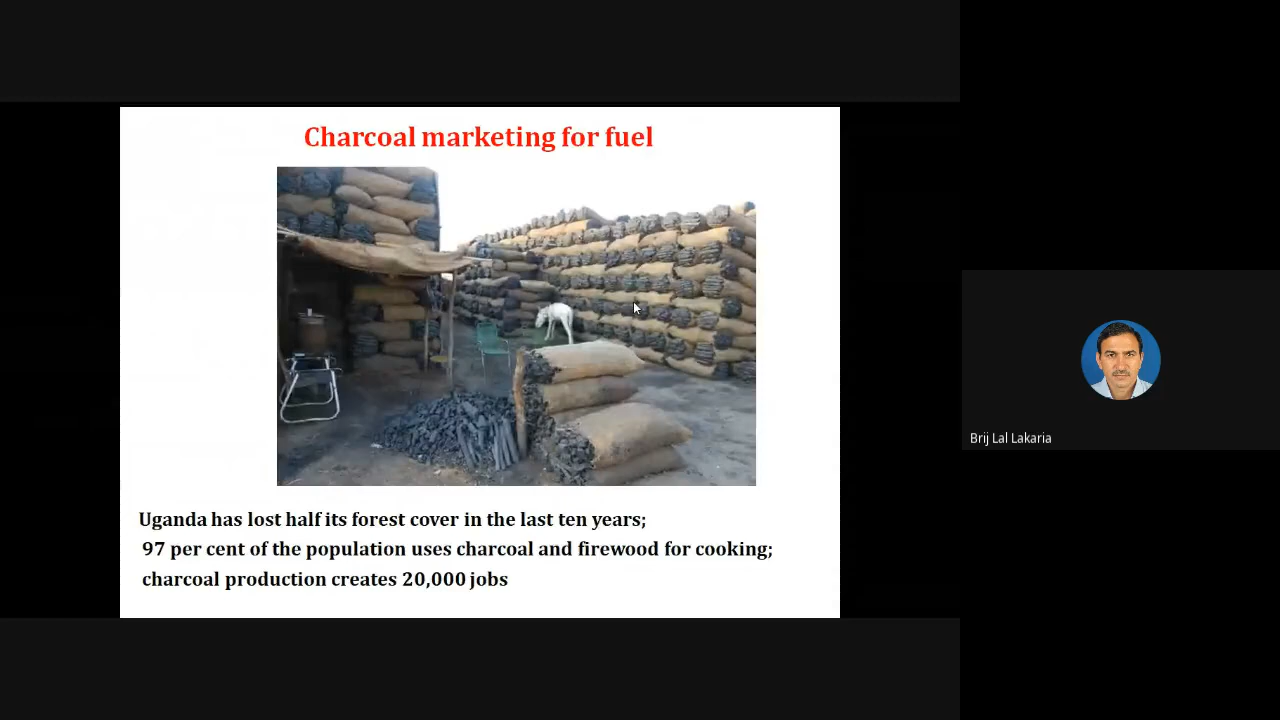 Charcoal marketing for fuel
Uganda has lost half its forest cover in the last ten years;
97 per cent of the population uses charcoal and firewood for cooking;
charcoal production creates 20,000 jobs
Brij Lal Lakaria